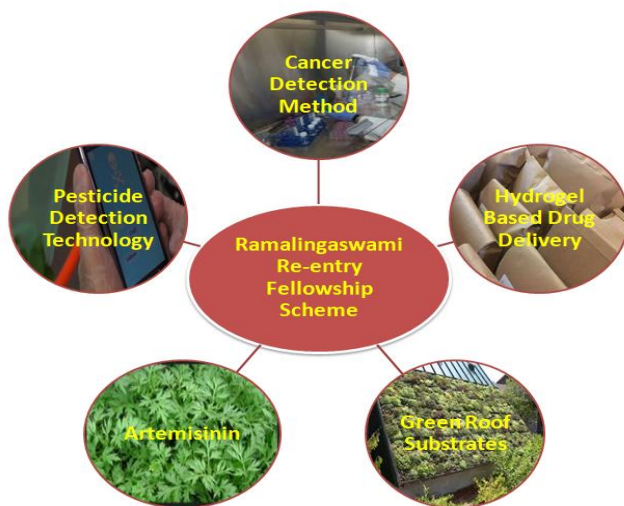 Cancer
Detection
Method
Pesticide
Detection
Technology
Hydrogel
Based Drug
Delivery
Ramalingaswami
Re-entry
Fellowship
Scheme
Artemisinin
Green Roof
Substrates